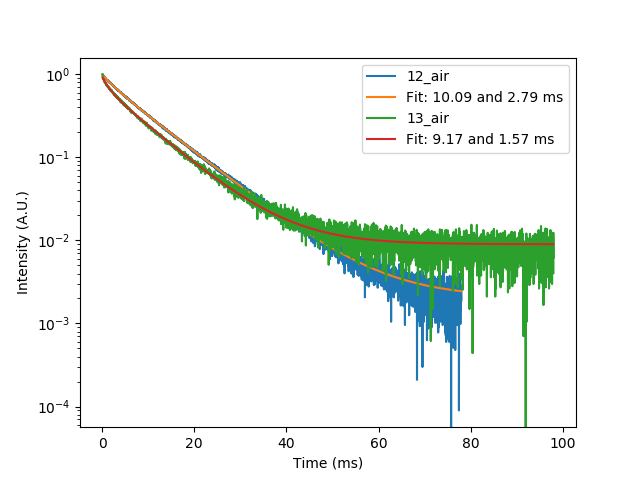 12_air
Fit: 10.09 and 2.79 ms
13_air
Fit: 9.17 and 1.57 ms
10⁰
10⁻¹
10⁻²
10⁻³
10⁻⁴
Intensity (A.U.)
0 20 40 60 80 100
Time (ms)